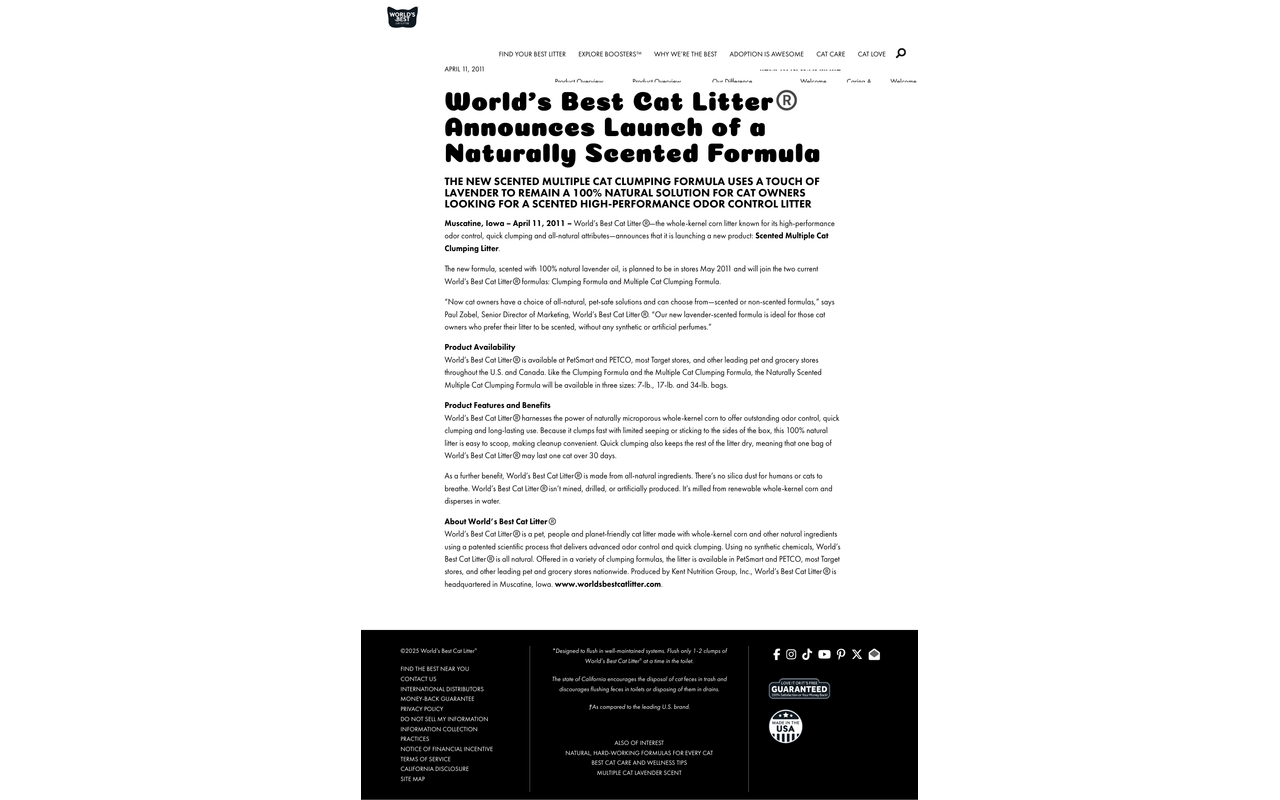 WORLD'S
BEST
CAT LITTER
FIND YOUR BEST LITTER EXPLORE BOOSTERS™ WHY WE'RE THE BEST ADOPTION IS AWESOME CAT CARE CAT LOVE
APRIL 11, 2011
Product Overview Product Overview Our Difference Welcome Caring & Welcome
World's Best Cat Litter®
Announces Launch of a
Naturally Scented Formula
THE NEW SCENTED MULTIPLE CAT CLUMPING FORMULA USES A TOUCH OF
LAVENDER TO REMAIN A 100% NATURAL SOLUTION FOR CAT OWNERS
LOOKING FOR A SCENTED HIGH-PERFORMANCE ODOR CONTROL LITTER
Muscatine, Iowa – April 11, 2011 – World's Best Cat Litter®—the whole-kernel corn litter known for its high-performance
odor control, quick clumping and all-natural attributes—announces that it is launching a new product: Scented Multiple Cat
Clumping Litter.
The new formula, scented with 100% natural lavender oil, is planned to be in stores May 2011 and will join the two current
World's Best Cat Litter® formulas: Clumping Formula and Multiple Cat Clumping Formula.
"Now cat owners have a choice of all-natural, pet-safe solutions and can choose from—scented or non-scented formulas," says
Paul Zobel, Senior Director of Marketing, World's Best Cat Litter®. "Our new lavender-scented formula is ideal for those cat
owners who prefer their litter to be scented, without any synthetic or artificial perfumes."
Product Availability
World's Best Cat Litter® is available at PetSmart and PETCO, most Target stores, and other leading pet and grocery stores
throughout the U.S. and Canada. Like the Clumping Formula and the Multiple Cat Clumping Formula, the Naturally Scented
Multiple Cat Clumping Formula will be available in three sizes: 7-lb., 17-lb. and 34-lb. bags.
Product Features and Benefits
World's Best Cat Litter® harnesses the power of naturally microporous whole-kernel corn to offer outstanding odor control, quick
clumping and long-lasting use. Because it clumps fast with limited seeping or sticking to the sides of the box, this 100% natural
litter is easy to scoop, making cleanup convenient. Quick clumping also keeps the rest of the litter dry, meaning that one bag of
World's Best Cat Litter® may last one cat over 30 days.
As a further benefit, World's Best Cat Litter® is made from all-natural ingredients. There's no silica dust for humans or cats to
breathe. World's Best Cat Litter® isn't mined, drilled, or artificially produced. It's milled from renewable whole-kernel corn and
disperses in water.
About World's Best Cat Litter®
World's Best Cat Litter® is a pet, people and planet-friendly cat litter made with whole-kernel corn and other natural ingredients
using a patented scientific process that delivers advanced odor control and quick clumping. Using no synthetic chemicals, World's
Best Cat Litter® is all natural. Offered in a variety of clumping formulas, the litter is available in PetSmart and PETCO, most Target
stores, and other leading pet and grocery stores nationwide. Produced by Kent Nutrition Group, Inc., World's Best Cat Litter® is
headquartered in Muscatine, Iowa. www.worldsbestcatlitter.com.
©2025 World's Best Cat Litter®
FIND THE BEST NEAR YOU
CONTACT US
INTERNATIONAL DISTRIBUTORS
MONEY-BACK GUARANTEE
PRIVACY POLICY
DO NOT SELL MY INFORMATION
INFORMATION COLLECTION
PRACTICES
NOTICE OF FINANCIAL INCENTIVE
TERMS OF SERVICE
CALIFORNIA DISCLOSURE
SITE MAP
*Designed to flush in well-maintained systems. Flush only 1-2 clumps of
World's Best Cat Litter® at a time in the toilet.
The state of California encourages the disposal of cat feces in trash and
discourages flushing feces in toilets or disposing of them in drains.
†As compared to the leading U.S. brand.
ALSO OF INTEREST
NATURAL, HARD-WORKING FORMULAS FOR EVERY CAT
BEST CAT CARE AND WELLNESS TIPS
MULTIPLE CAT LAVENDER SCENT
LOVE IT OR IT'S FREE
GUARANTEED
100% Satisfaction or Your Money Back!
MADE IN THE
USA